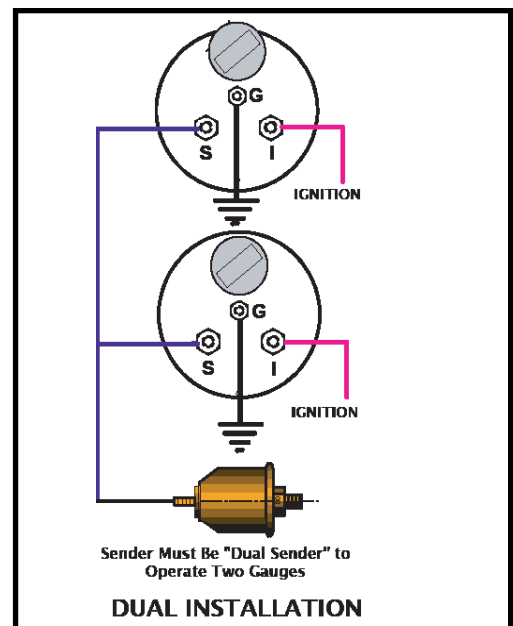 G
S I
IGNITION
G
S I
IGNITION
Sender Must Be "Dual Sender" to
Operate Two Gauges
DUAL INSTALLATION